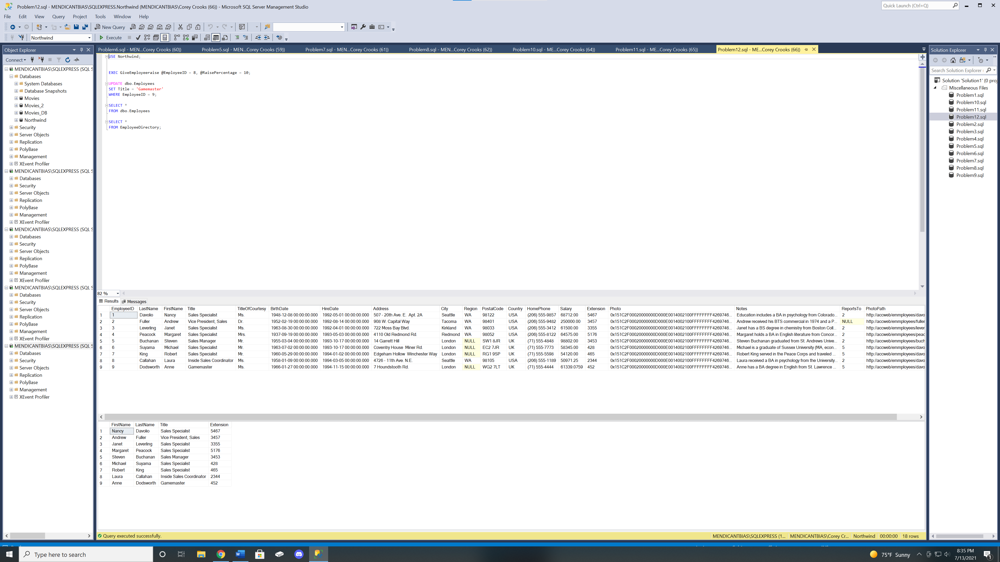 Problem12.sql - MENDICANTBIAS\SQLEXPRESS.Northwind (MENDICANTBIAS\Corey Crooks (66)) - Microsoft SQL Server Management Studio
Quick Launch (Ctrl+Q)
File Edit View Query Project Tools Window Help
New Query
Northwind
Execute
Object Explorer
Connect
MENDICANTBIAS\SQLEXPRESS (SQL S
Databases
System Databases
Database Snapshots
Movies
Movies_2
Movies_DB
Northwind
Security
Server Objects
Replication
PolyBase
Management
XEvent Profiler
MENDICANTBIAS\SQLEXPRESS (SQL S
Databases
Security
Server Objects
Replication
PolyBase
Management
XEvent Profiler
MENDICANTBIAS\SQLEXPRESS (SQL S
Databases
Security
Server Objects
Replication
PolyBase
Management
XEvent Profiler
MENDICANTBIAS\SQLEXPRESS (SQL S
Databases
Security
Server Objects
Replication
PolyBase
Management
XEvent Profiler
MENDICANTBIAS\SQLEXPRESS (SQL S
Databases
Security
Server Objects
Replication
PolyBase
Management
XEvent Profiler
Problem6.sql - MEN...Corey Crooks (60)) Problem5.sql - MEN...Corey Crooks (59)) Problem7.sql - MEN...Corey Crooks (61)) Problem8.sql - MEN...Corey Crooks (62)) Problem10.sql - ME...Corey Crooks (64)) Problem11.sql - ME...Corey Crooks (65)) Problem12.sql - ME...Corey Crooks (66))
USE Northwind;
EXEC GiveEmployeeraise @EmployeeID = 8, @RaisePercentage = 10;
UPDATE dbo.Employees
SET Title = 'Gamemaster'
WHERE EmployeeID = 9;
SELECT *
FROM dbo.Employees
SELECT *
FROM EmployeeDirectory;
82 %
Results Messages
EmployeeID LastName FirstName Title TitleOfCourtesy BirthDate HireDate Address City Region PostalCode Country HomePhone Salary Extension Photo Notes ReportsTo PhotoPath
1 1 Davolio Nancy Sales Specialist Ms. 1948-12-08 00:00:00.000 1992-05-01 00:00:00.000 507 - 20th Ave. E. Apt. 2A Seattle WA 98122 USA (206) 555-9857 68712.00 5467 0x151C2F00020000000D000E0014002100FFFFFFFF4269746... Education includes a BA in psychology from Colorado... 2 http://accweb/emmployees/davo
2 2 Fuller Andrew Vice President, Sales Dr. 1952-02-19 00:00:00.000 1992-08-14 00:00:00.000 908 W. Capital Way Tacoma WA 98401 USA (206) 555-9482 250000.00 3457 0x151C2F00020000000D000E0014002100FFFFFFFF4269746... Andrew received his BTS commercial in 1974 and a P... NULL http://accweb/emmployees/fuller
3 3 Leverling Janet Sales Specialist Ms. 1963-08-30 00:00:00.000 1992-04-01 00:00:00.000 722 Moss Bay Blvd. Kirkland WA 98033 USA (206) 555-3412 61500.00 3355 0x151C2F00020000000D000E0014002100FFFFFFFF4269746... Janet has a BS degree in chemistry from Boston Coll... 2 http://accweb/emmployees/lever
4 4 Peacock Margaret Sales Specialist Mrs. 1937-09-19 00:00:00.000 1993-05-03 00:00:00.000 4110 Old Redmond Rd. Redmond WA 98052 USA (206) 555-8122 64575.00 5176 0x151C2F00020000000D000E0014002100FFFFFFFF4269746... Margaret holds a BA in English literature from Concor... 2 http://accweb/emmployees/peac
5 5 Buchanan Steven Sales Manager Mr. 1955-03-04 00:00:00.000 1993-10-17 00:00:00.000 14 Garrett Hill London NULL SW1 8JR UK (71) 555-4848 98802.00 3453 0x151C2F00020000000D000E0014002100FFFFFFFF4269746... Steven Buchanan graduated from St. Andrews Unive... 2 http://accweb/emmployees/buch
6 6 Suyama Michael Sales Specialist Mr. 1963-07-02 00:00:00.000 1993-10-17 00:00:00.000 Coventry House Miner Rd. London NULL EC2 7JR UK (71) 555-7773 58345.00 428 0x151C2F00020000000D000E0014002100FFFFFFFF4269746... Michael is a graduate of Sussex University (MA, econ... 5 http://accweb/emmployees/davo
7 7 King Robert Sales Specialist Mr. 1960-05-29 00:00:00.000 1994-01-02 00:00:00.000 Edgeham Hollow Winchester Way London NULL RG1 9SP UK (71) 555-5598 54120.00 465 0x151C2F00020000000D000E0014002100FFFFFFFF4269746... Robert King served in the Peace Corps and traveled ... 5 http://accweb/emmployees/davo
8 8 Callahan Laura Inside Sales Coordinator Ms. 1958-01-09 00:00:00.000 1994-03-05 00:00:00.000 4726 - 11th Ave. N.E. Seattle WA 98105 USA (206) 555-1189 50971.25 2344 0x151C2F00020000000D000E0014002100FFFFFFFF4269746... Laura received a BA in psychology from the University... 2 http://accweb/emmployees/davo
9 9 Dodsworth Anne Gamemaster Ms. 1966-01-27 00:00:00.000 1994-11-15 00:00:00.000 7 Houndstooth Rd. London NULL WG2 7LT UK (71) 555-4444 61339.0759 452 0x151C2F00020000000D000E0014002100FFFFFFFF4269746... Anne has a BA degree in English from St. Lawrence ... 5 http://accweb/emmployees/davo
FirstName LastName Title Extension
1 Nancy Davolio Sales Specialist 5467
2 Andrew Fuller Vice President, Sales 3457
3 Janet Leverling Sales Specialist 3355
4 Margaret Peacock Sales Specialist 5176
5 Steven Buchanan Sales Manager 3453
6 Michael Suyama Sales Specialist 428
7 Robert King Sales Specialist 465
8 Laura Callahan Inside Sales Coordinator 2344
9 Anne Dodsworth Gamemaster 452
Query executed successfully. MENDICANTBIAS\SQLEXPRESS (1... MENDICANTBIAS\Corey Cr... Northwind 00:00:00 18 rows
Solution Explorer
Search Solution Explorer (
Solution 'Solution1' (0 proj
Miscellaneous Files
Problem1.sql
Problem10.sql
Problem11.sql
Problem12.sql
Problem2.sql
Problem3.sql
Problem4.sql
Problem5.sql
Problem6.sql
Problem7.sql
Problem8.sql
Problem9.sql
Type here to search
75°F Sunny
8:35 PM
7/13/2021
1